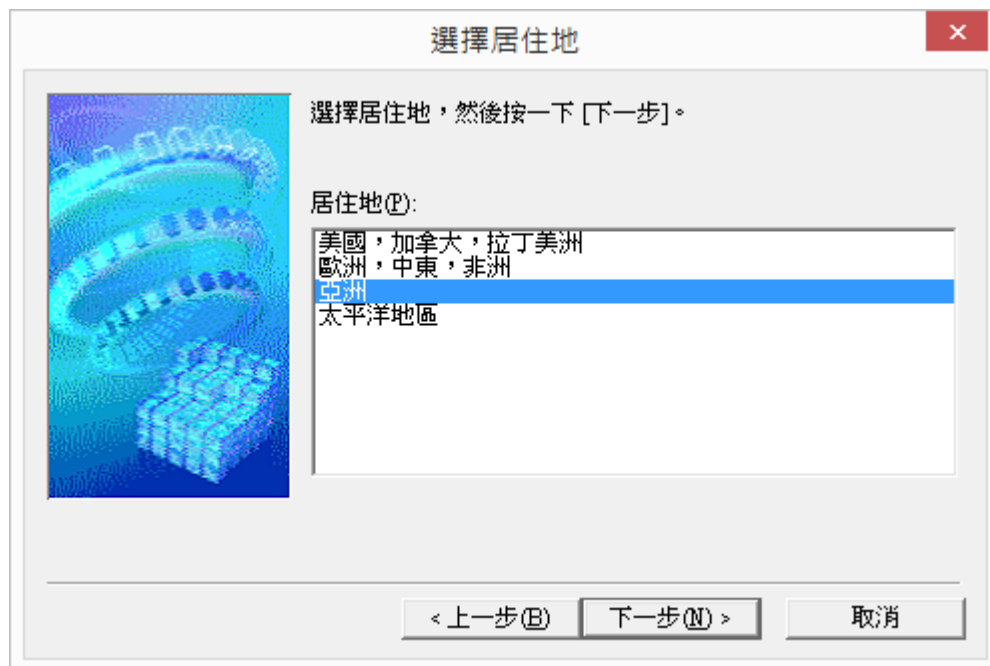 選擇居住地
選擇居住地，然後按一下 [下一步]。
居住地(P):
美國，加拿大，拉丁美洲
歐洲，中東，非洲
亞洲
太平洋地區
<上一步(B)
下一步(N) >
取消